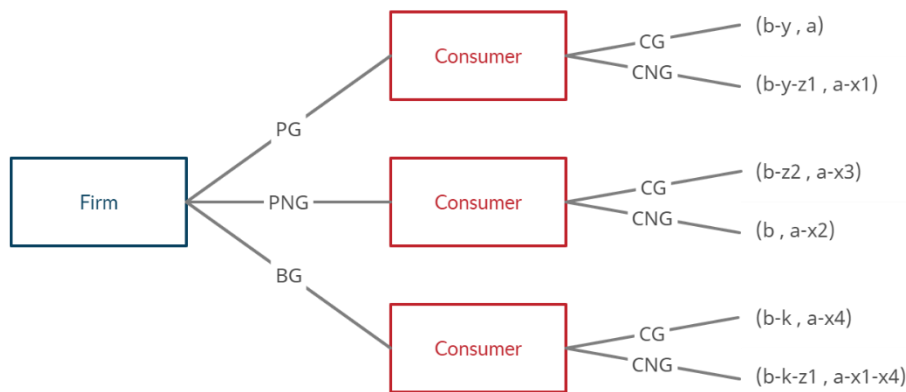 Consumer
CG
(b-y , a)
CNG
(b-y-z1 , a-x1)
PG
Firm
PNG
Consumer
CG
(b-z2 , a-x3)
CNG
(b , a-x2)
BG
Consumer
CG
(b-k , a-x4)
CNG
(b-k-z1 , a-x1-x4)